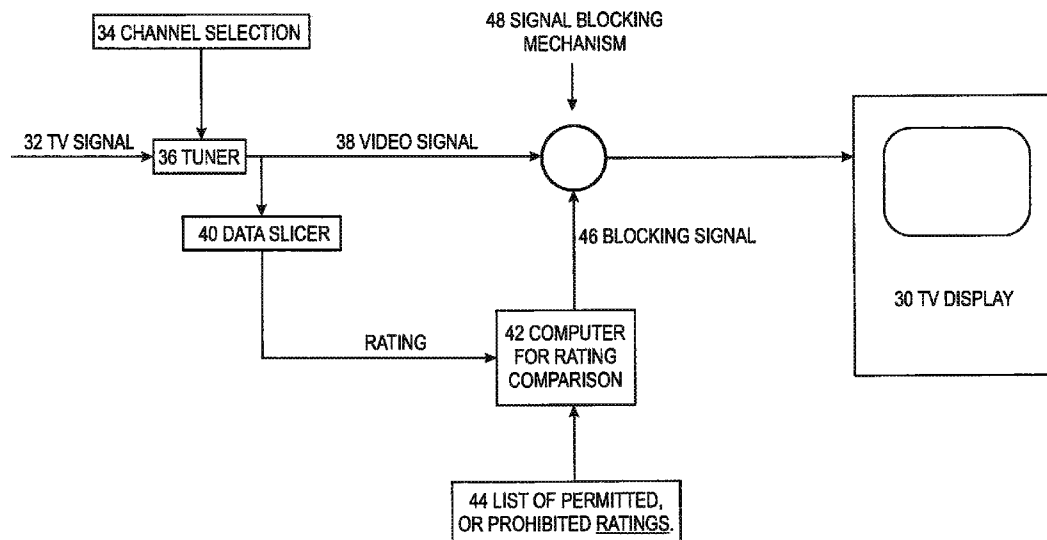 34 CHANNEL SELECTION
48 SIGNAL BLOCKING
MECHANISM
32 TV SIGNAL
36 TUNER
38 VIDEO SIGNAL
40 DATA SLICER
46 BLOCKING SIGNAL
30 TV DISPLAY
RATING
42 COMPUTER
FOR RATING
COMPARISON
44 LIST OF PERMITTED,
OR PROHIBITED RATINGS.